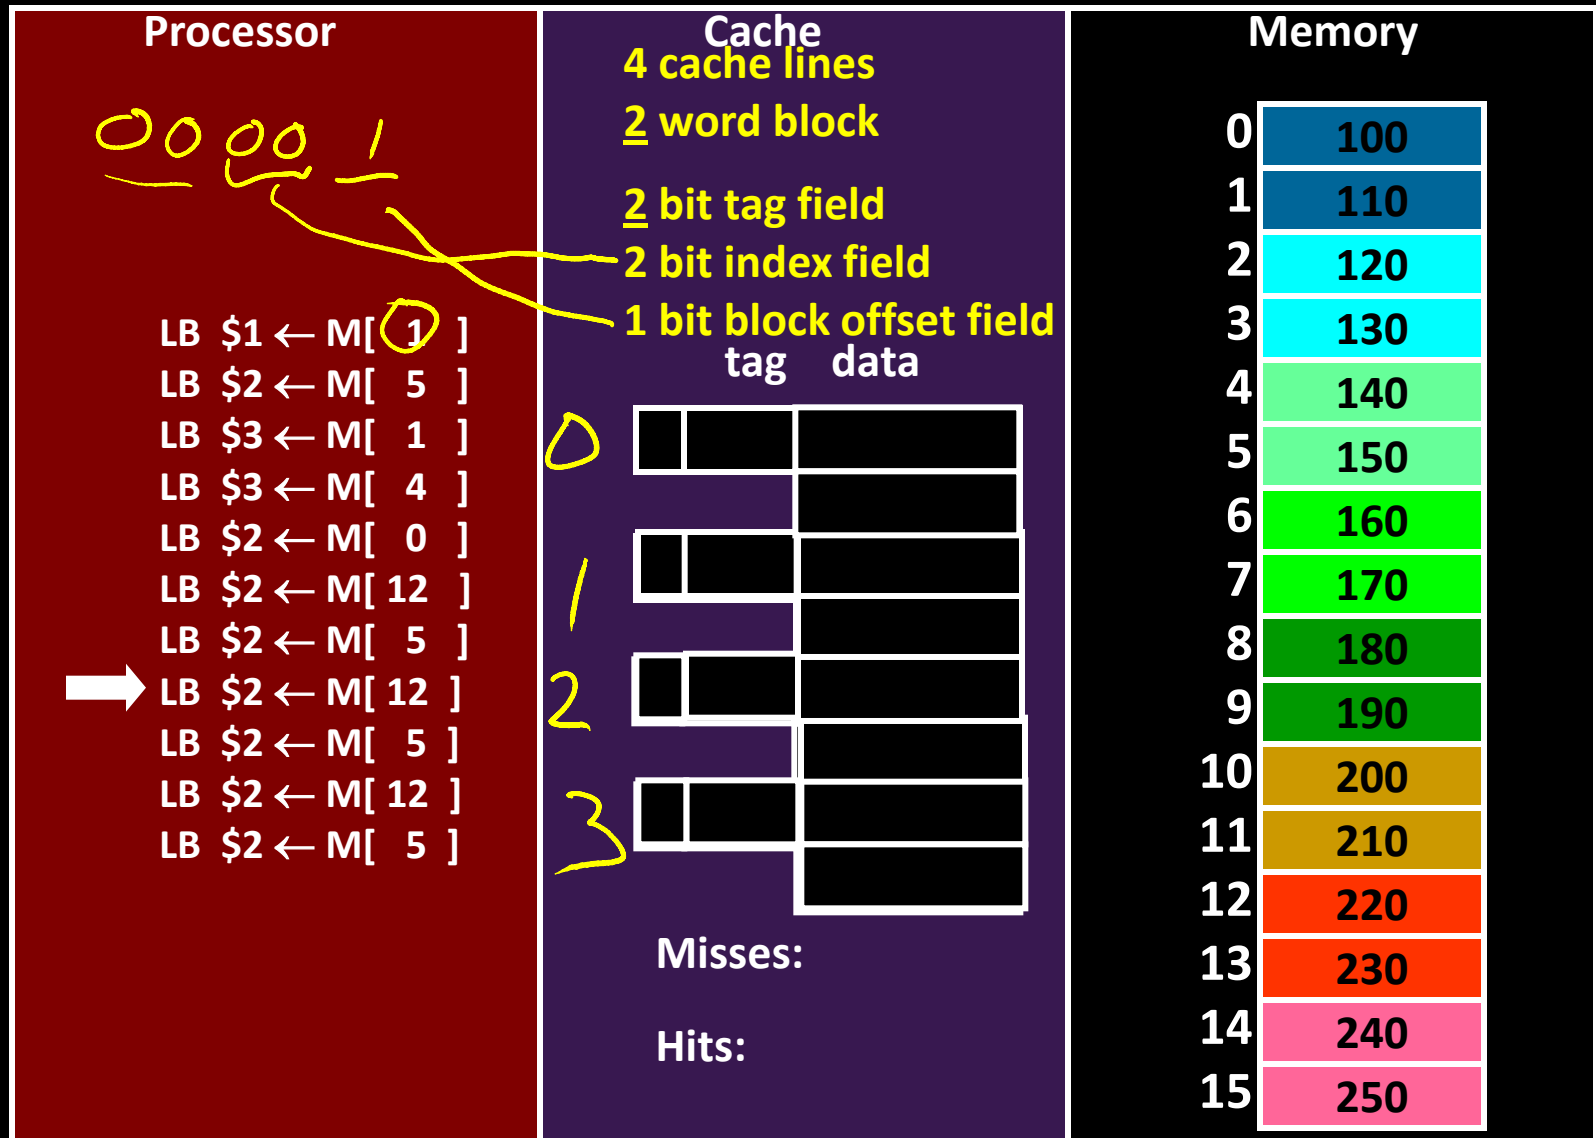 Processor
00 00 1
LB $1 ← M[ 1 ]
LB $2 ← M[ 5 ]
LB $3 ← M[ 1 ]
LB $3 ← M[ 4 ]
LB $2 ← M[ 0 ]
LB $2 ← M[ 12 ]
LB $2 ← M[ 5 ]
LB $2 ← M[ 12 ]
LB $2 ← M[ 5 ]
LB $2 ← M[ 12 ]
LB $2 ← M[ 5 ]
Cache
4 cache lines
2 word block
2 bit tag field
2 bit index field
1 bit block offset field
tag data
0
1
2
3
Misses:
Hits:
Memory
0 100
1 110
2 120
3 130
4 140
5 150
6 160
7 170
8 180
9 190
10 200
11 210
12 220
13 230
14 240
15 250